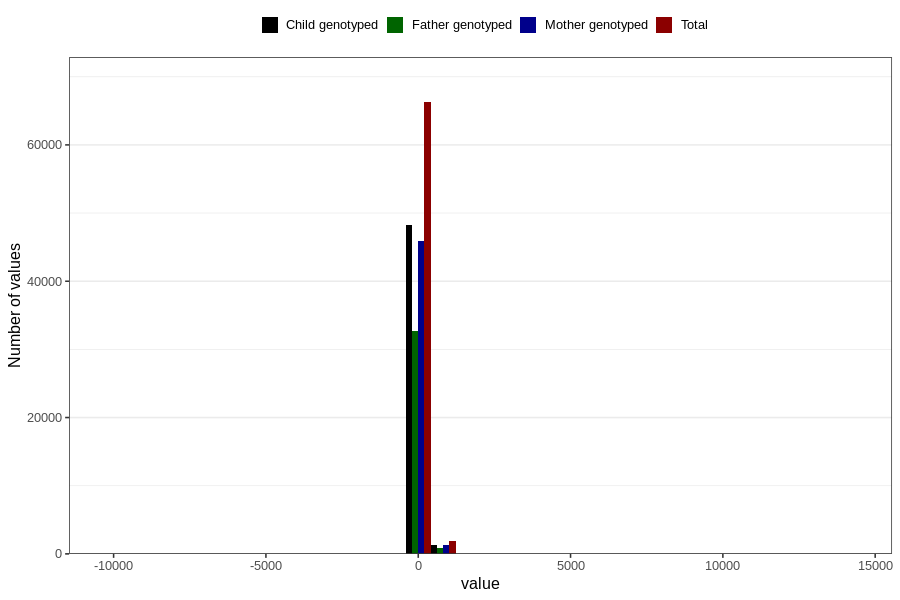 Child genotyped Father genotyped Mother genotyped Total
Number of values
60000
40000
20000
0
-10000 -5000 0 5000 10000 15000
value